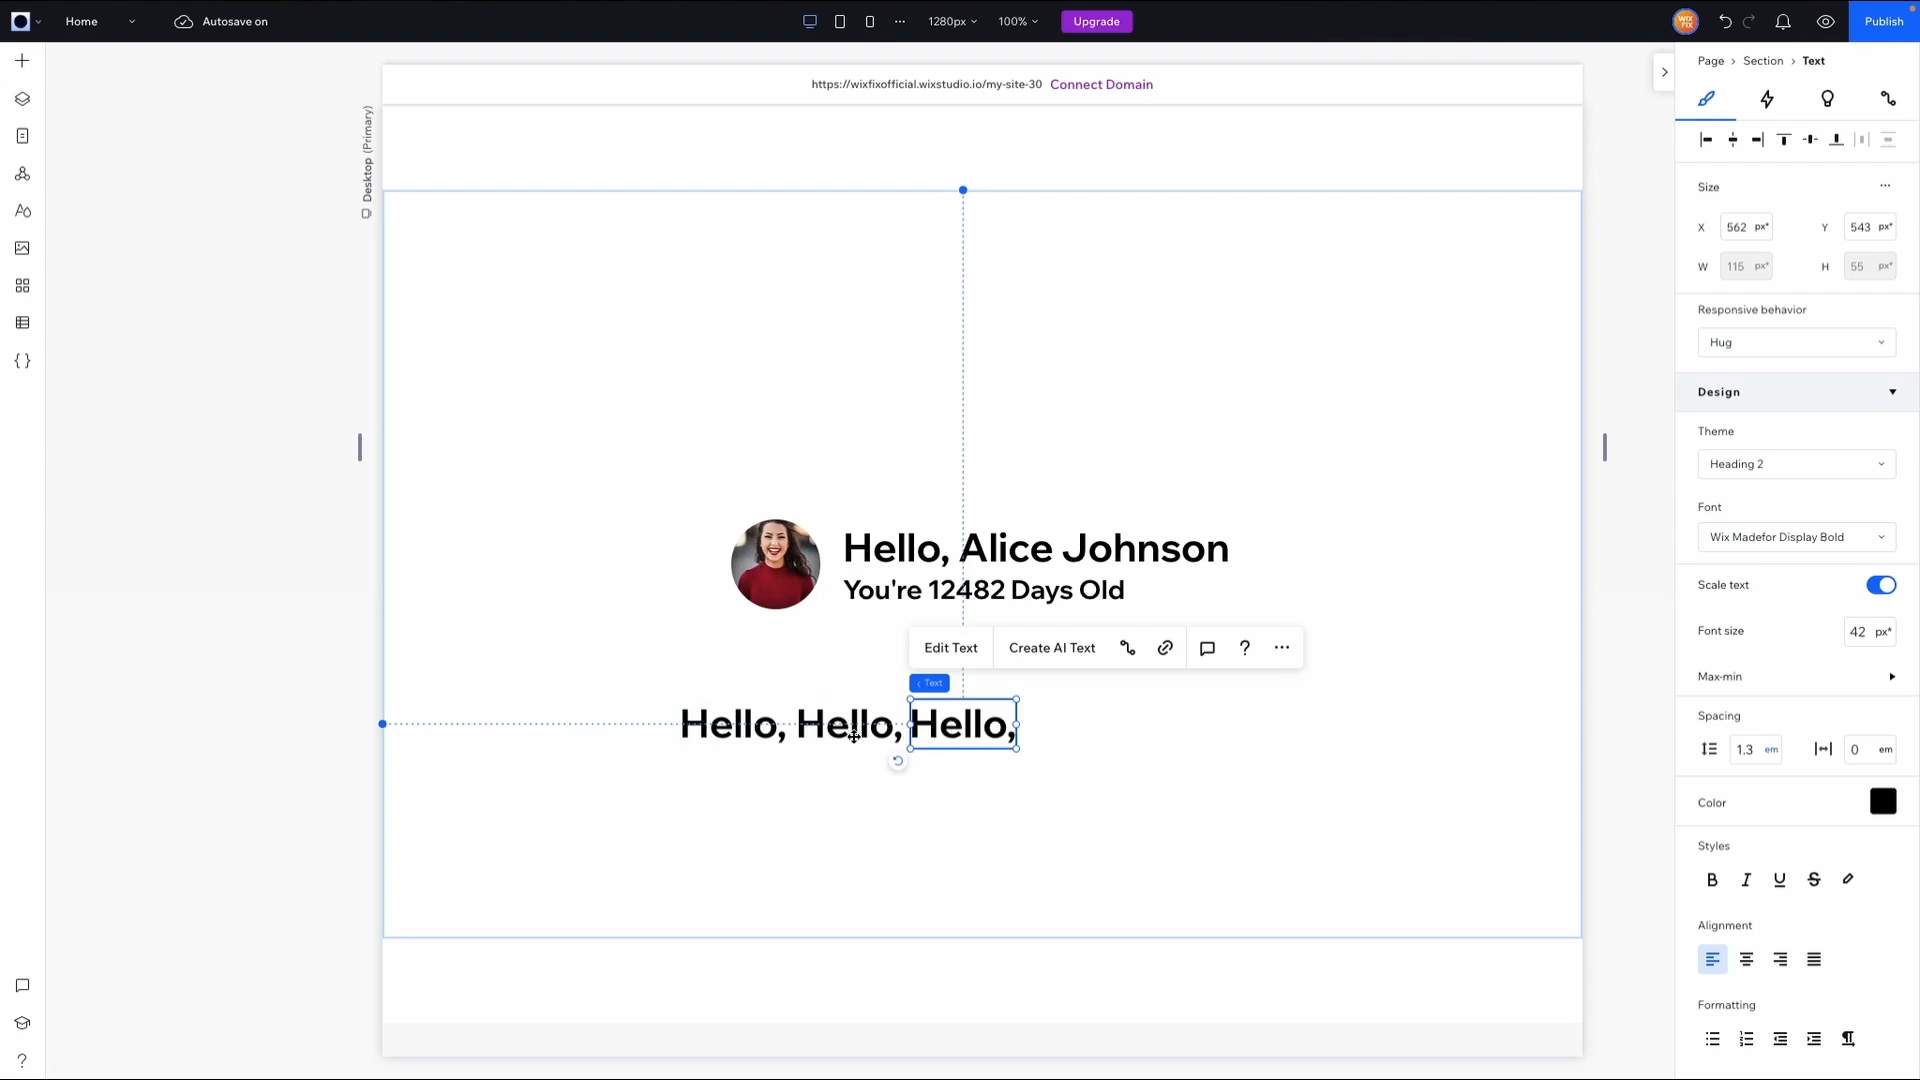 Home
Autosave on
1280px
100%
Upgrade
WIX
FIX
Publish
https://wixfixofficial.wixstudio.io/my-site-30 Connect Domain
Desktop (Primary)
Page › Section › Text
Size
X 562 px* Y 543 px*
W 115 px* H 55 px*
Responsive behavior
Hug
Design
Theme
Heading 2
Font
Wix Madefor Display Bold
Scale text
Font size 42 px*
Max-min
Spacing
1.3 em 0 em
Color
Styles
B I U S
Alignment
Formatting
Hello, Alice Johnson
You're 12482 Days Old
Edit Text Create AI Text ?
‹ Text
Hello, Hello, Hello,
?